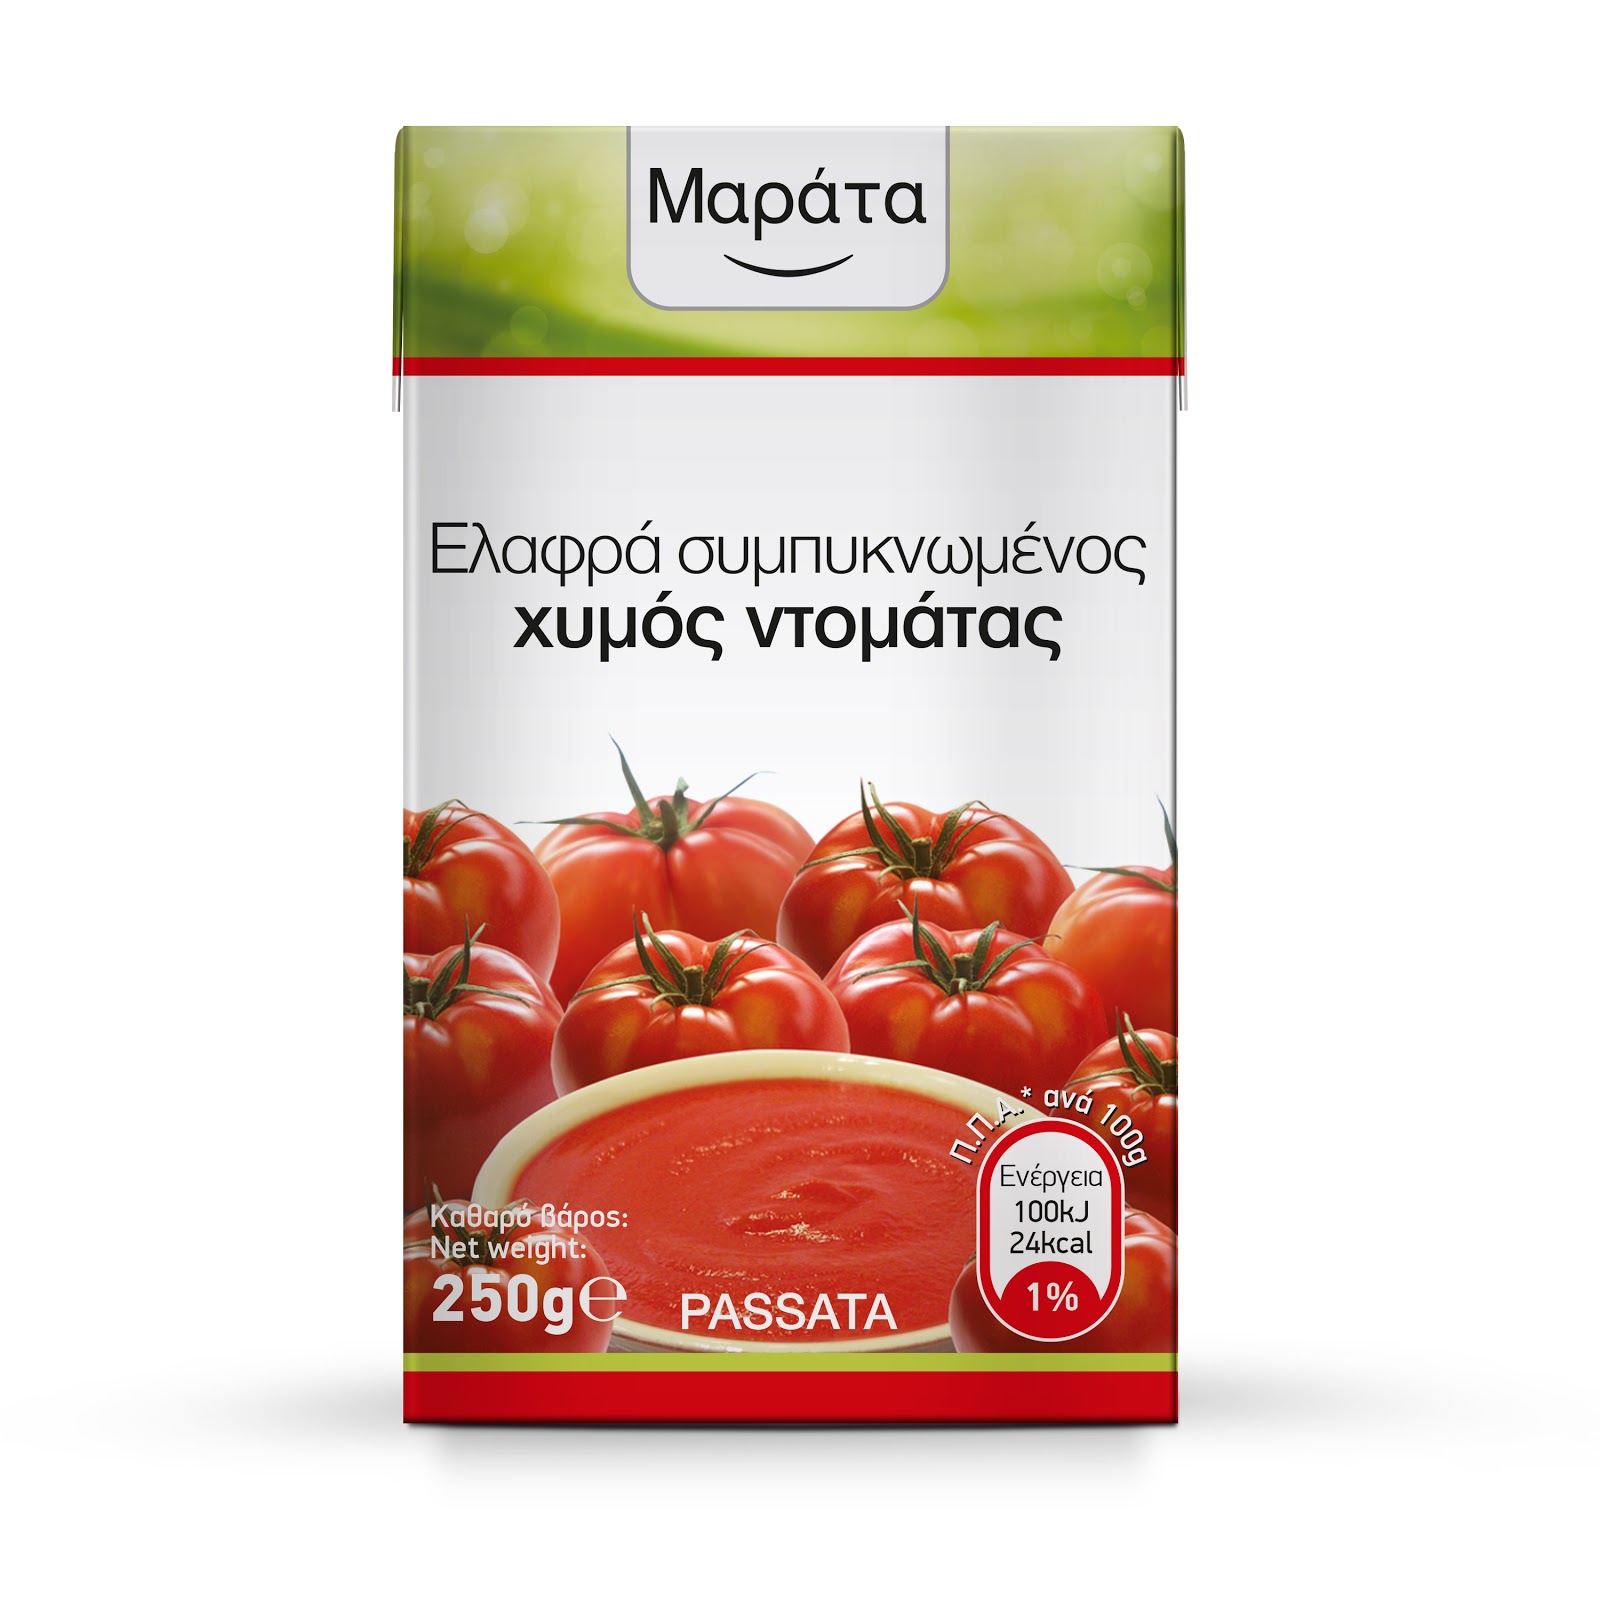 Μαράτα
Ελαφρά συμπυκνωμένος
χυμός ντομάτας
Π.Π.Α.* ανά 100g
Ενέργεια
100kJ
24kcal
1%
Καθαρό βάρος:
Net weight:
250g℮
PASSATA